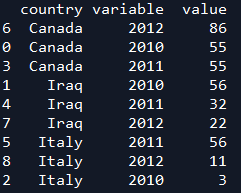 country variable value
6 Canada 2012 86
0 Canada 2010 55
3 Canada 2011 55
1 Iraq 2010 56
4 Iraq 2011 32
7 Iraq 2012 22
5 Italy 2011 56
8 Italy 2012 11
2 Italy 2010 3